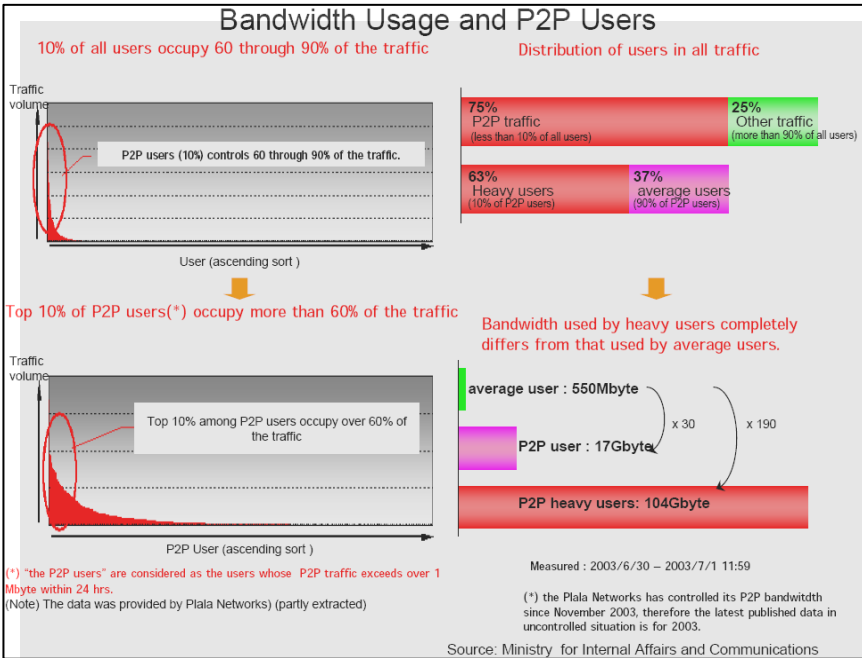 Bandwidth Usage and P2P Users
10% of all users occupy 60 through 90% of the traffic
Traffic
volume
P2P users (10%) controls 60 through 90% of the traffic.
User (ascending sort )
Top 10% of P2P users(*) occupy more than 60% of the traffic
Traffic
volume
Top 10% among P2P users occupy over 60% of
the traffic
P2P User (ascending sort )
(*) "the P2P users" are considered as the users whose P2P traffic exceeds over 1
Mbyte within 24 hrs.
(Note) The data was provided by Plala Networks) (partly extracted)
Distribution of users in all traffic
75%
P2P traffic
(less than 10% of all users)
25%
Other traffic
(more than 90% of all users)
63%
Heavy users
(10% of P2P users)
37%
average users
(90% of P2P users)
Bandwidth used by heavy users completely
differs from that used by average users.
average user : 550Mbyte
x 30
x 190
P2P user : 17Gbyte
P2P heavy users: 104Gbyte
Measured : 2003/6/30 – 2003/7/1 11:59
(*) the Plala Networks has controlled its P2P bandwitdth
since November 2003, therefore the latest published data in
uncontrolled situation is for 2003.
Source: Ministry for Internal Affairs and Communications